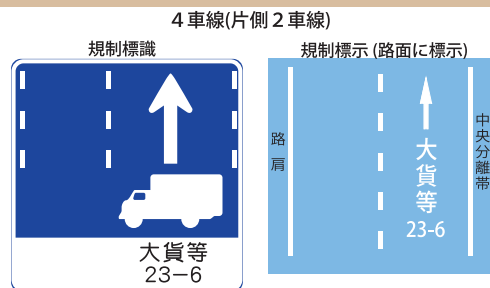 ４車線(片側２車線)
規制標識
大貨等
23−6
規制標示(路面に標示)
路肩
大貨等
23-6
中央分離帯